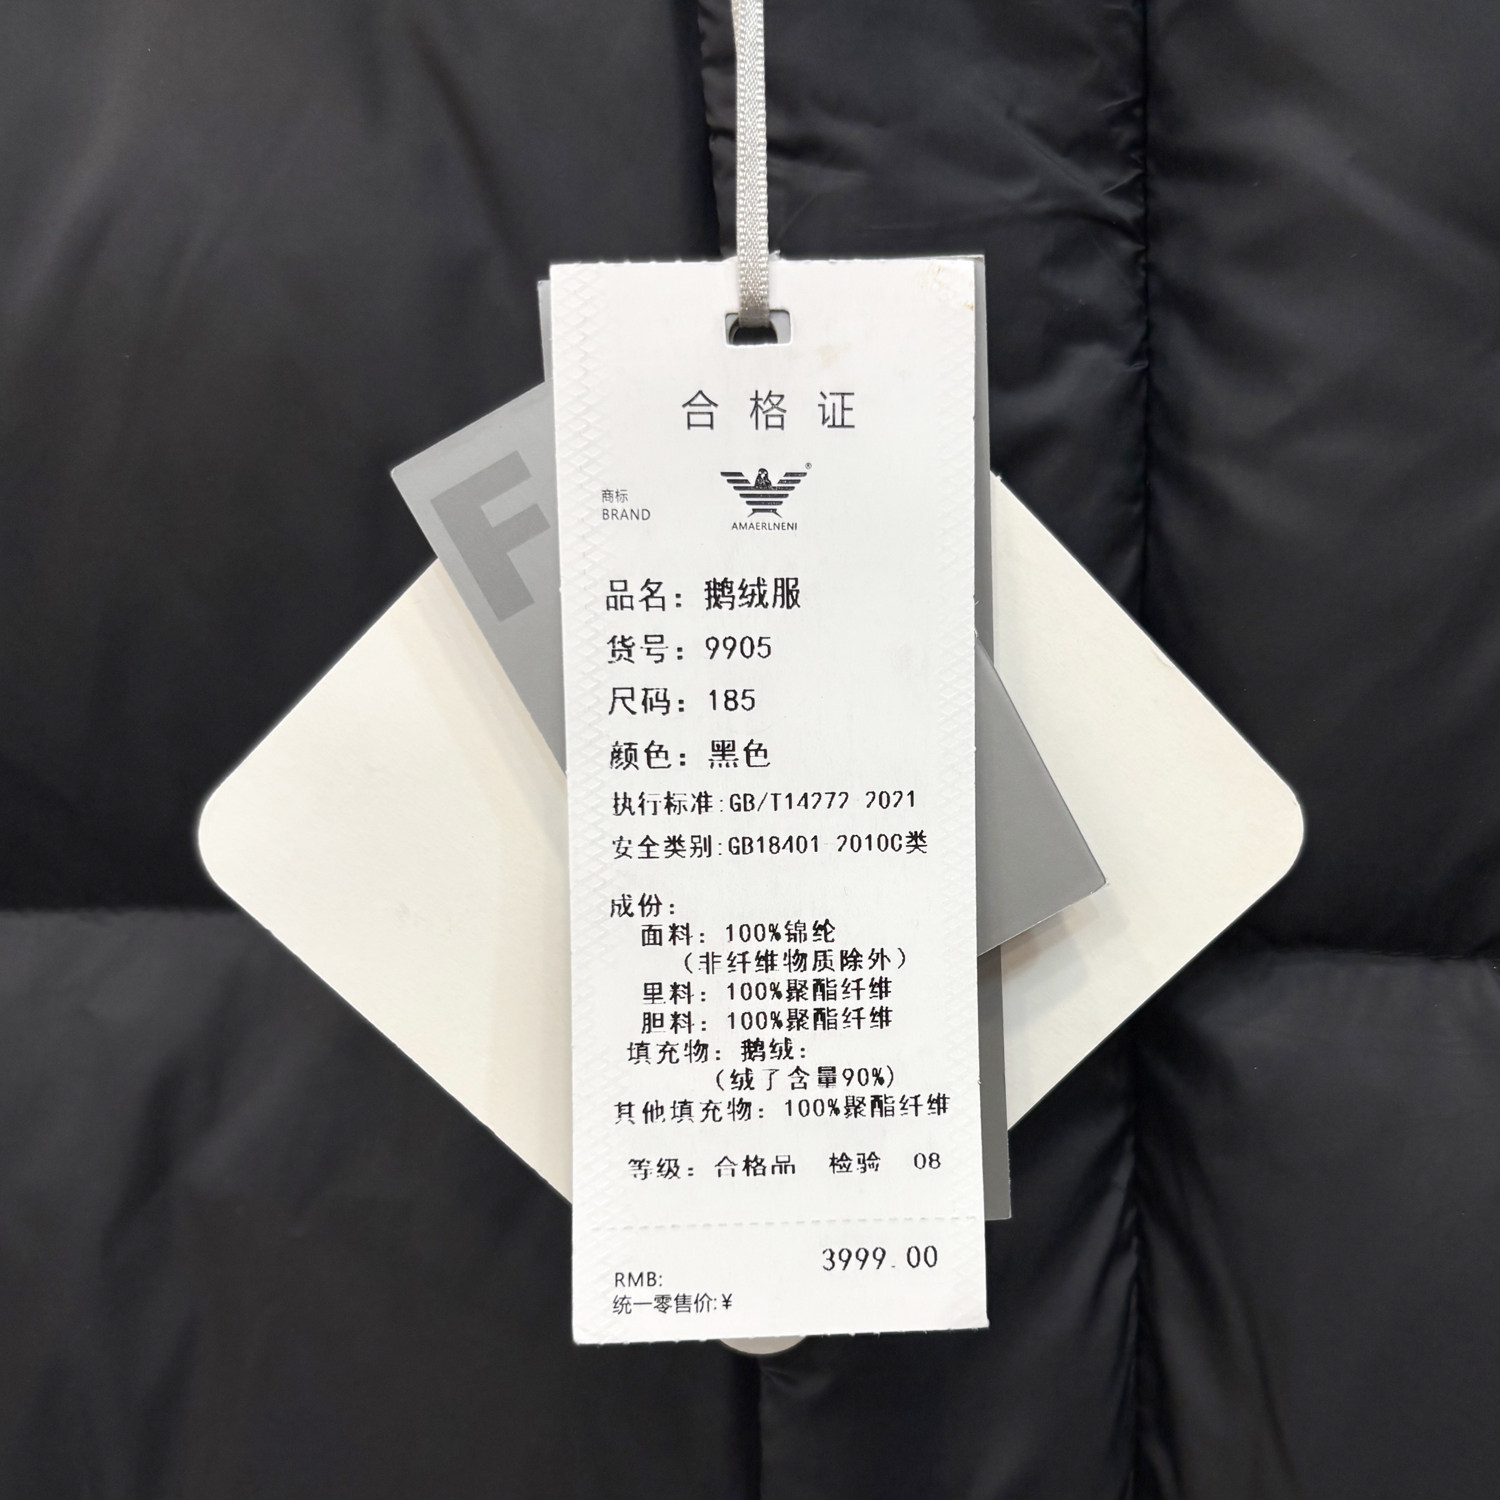 F
合格证
商标
BRAND
®
AMAERLNENI
品名：鹅绒服
货号：9905
尺码：185
颜色：黑色
执行标准:GB/T14272-2021
安全类别:GB18401-2010C类
成份：
面料：100%锦纶
（非纤维物质除外）
里料：100%聚酯纤维
胆料：100%聚酯纤维
填充物：鹅绒：
（绒了含量90%）
其他填充物：100%聚酯纤维
等级：合格品 检验 08
3999.00
RMB:
统一零售价:¥